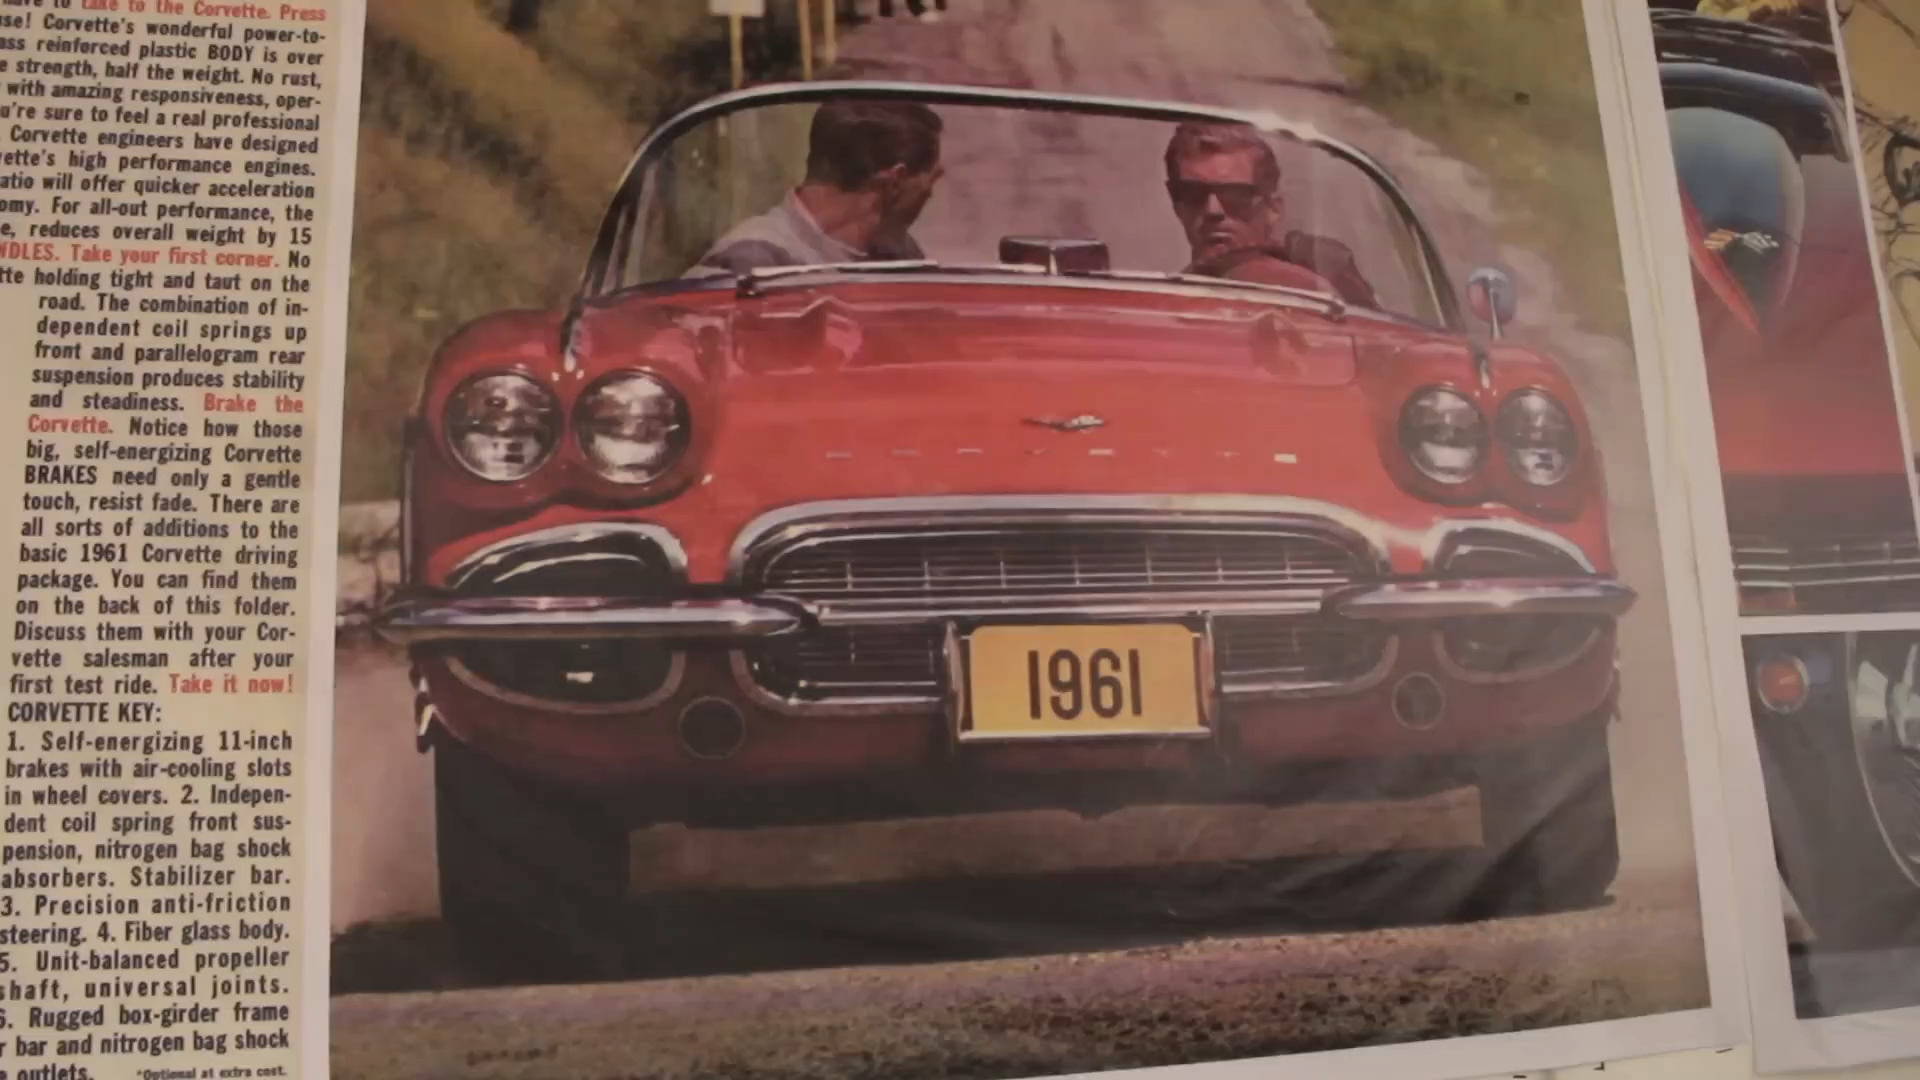 take to the Corvette. Press
Corvette's wonderful power-to-
reinforced plastic BODY is over
strength, half the weight. No rust,
with amazing responsiveness, oper-
sure to feel a real professional
Corvette engineers have designed
high performance engines.
will offer quicker acceleration
For all-out performance, the
reduces overall weight by 15
Take your first corner. No
holding tight and taut on the
road. The combination of in-
dependent coil springs up
front and parallelogram rear
suspension produces stability
and steadiness. Brake the
Corvette. Notice how those
big, self-energizing Corvette
BRAKES need only a gentle
touch, resist fade. There are
all sorts of additions to the
basic 1961 Corvette driving
package. You can find them
on the back of this folder.
Discuss them with your Cor-
vette salesman after your
first test ride. Take it now!
CORVETTE KEY:
1. Self-energizing 11-inch
brakes with air-cooling slots
in wheel covers. 2. Indepen-
dent coil spring front sus-
pension, nitrogen bag shock
absorbers. Stabilizer bar.
3. Precision anti-friction
steering. 4. Fiber glass body.
5. Unit-balanced propeller
shaft, universal joints.
6. Rugged box-girder frame
bar and nitrogen bag shock
outlets. *Optional at extra cost.
CORVETTE
1961